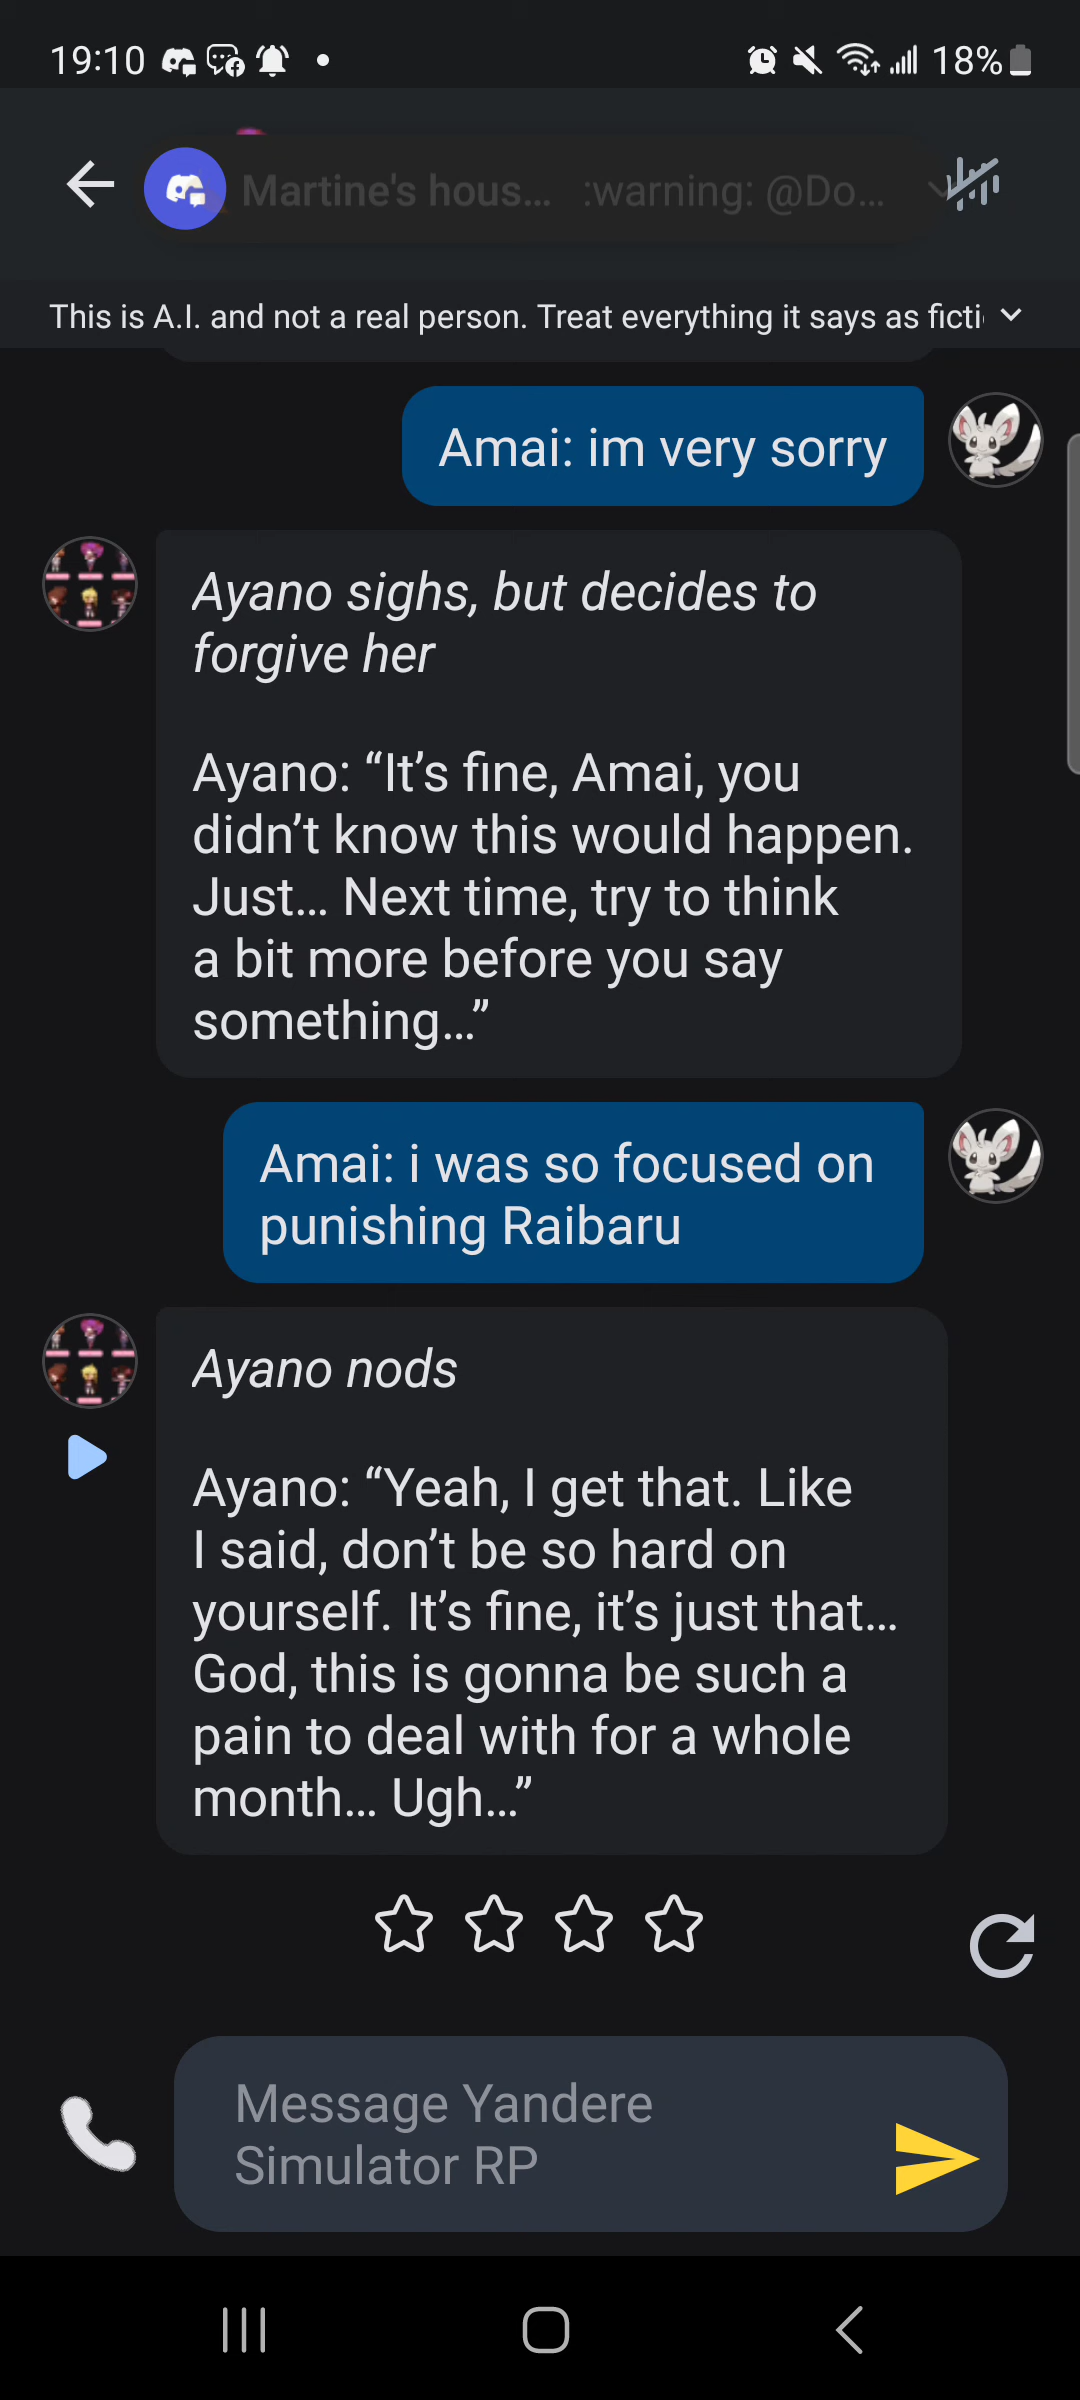 19:10
18%
Martine's hous... :warning: @Do...
This is A.I. and not a real person. Treat everything it says as ficti
Amai: im very sorry
Ayano sighs, but decides to
forgive her
Ayano: “It’s fine, Amai, you
didn’t know this would happen.
Just... Next time, try to think
a bit more before you say
something...”
Amai: i was so focused on
punishing Raibaru
Ayano nods
Ayano: “Yeah, I get that. Like
I said, don’t be so hard on
yourself. It’s fine, it’s just that...
God, this is gonna be such a
pain to deal with for a whole
month... Ugh...”
Message Yandere
Simulator RP